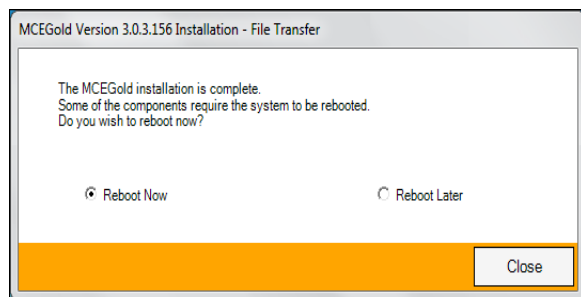 MCEGold Version 3.0.3.156 Installation - File Transfer
The MCEGold installation is complete.
Some of the components require the system to be rebooted.
Do you wish to reboot now?
Reboot Now
Reboot Later
Close